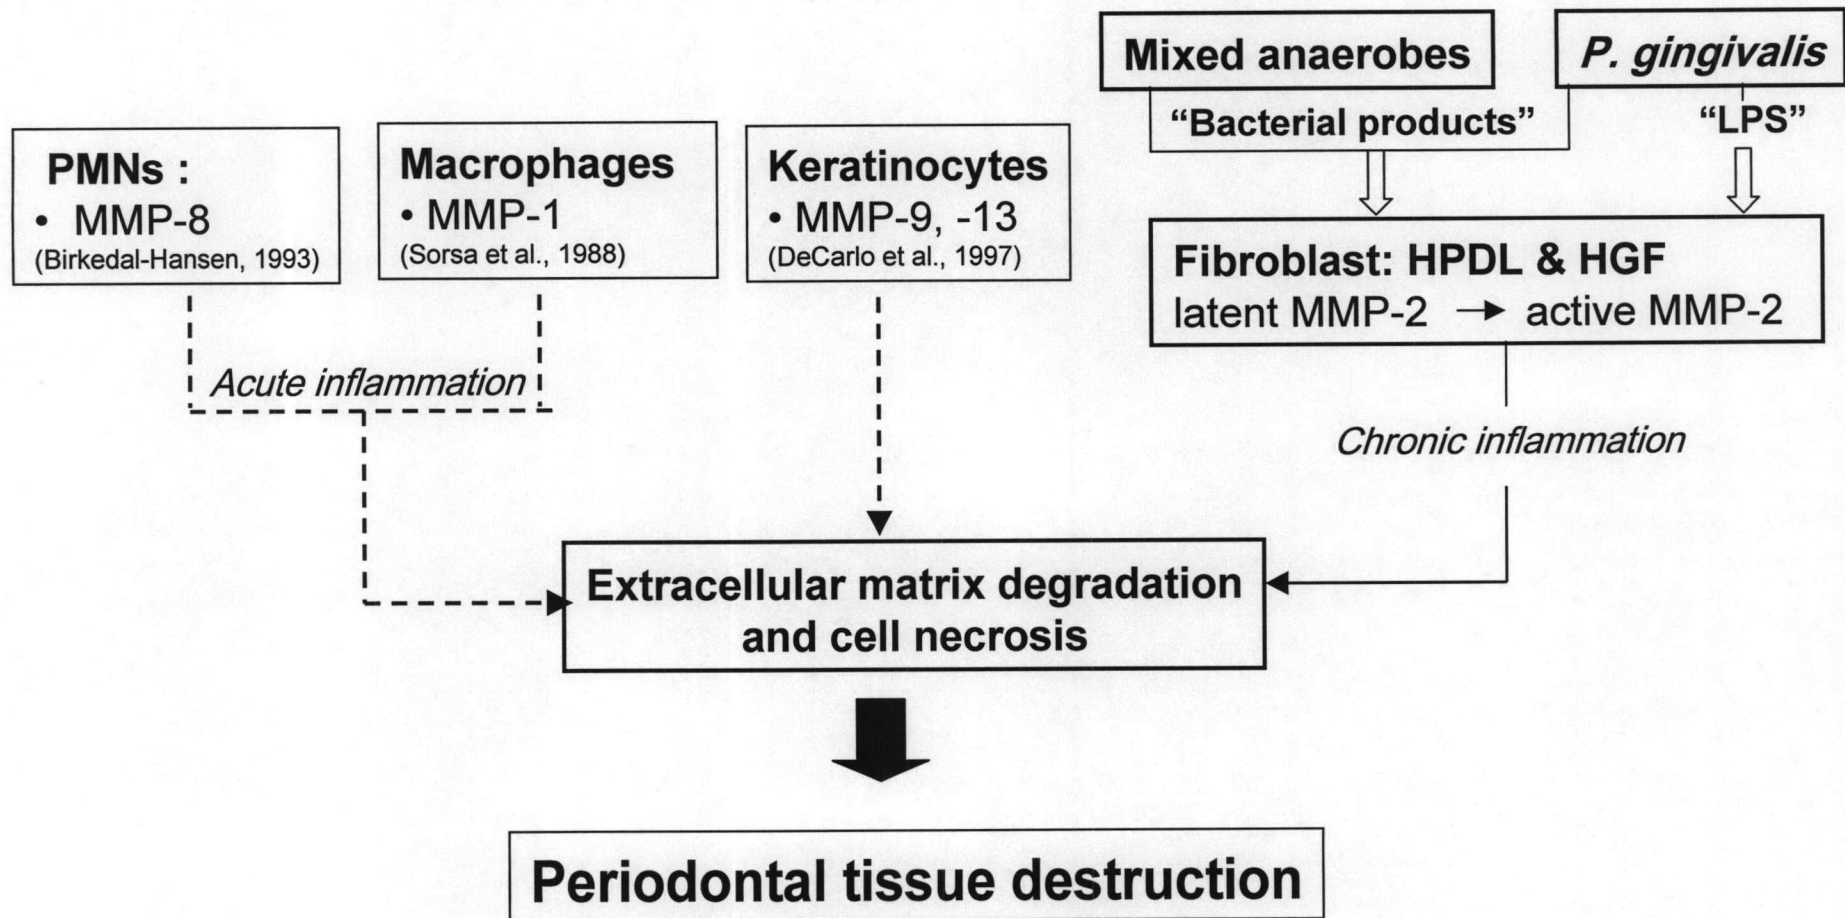 Mixed anaerobes
P. gingivalis
“Bacterial products”
“LPS”
PMNs :
• MMP-8
(Birkedal-Hansen, 1993)
Macrophages
• MMP-1
(Sorsa et al., 1988)
Keratinocytes
• MMP-9, -13
(DeCarlo et al., 1997)
Fibroblast: HPDL & HGF
latent MMP-2 → active MMP-2
Acute inflammation
Chronic inflammation
Extracellular matrix degradation
and cell necrosis
Periodontal tissue destruction